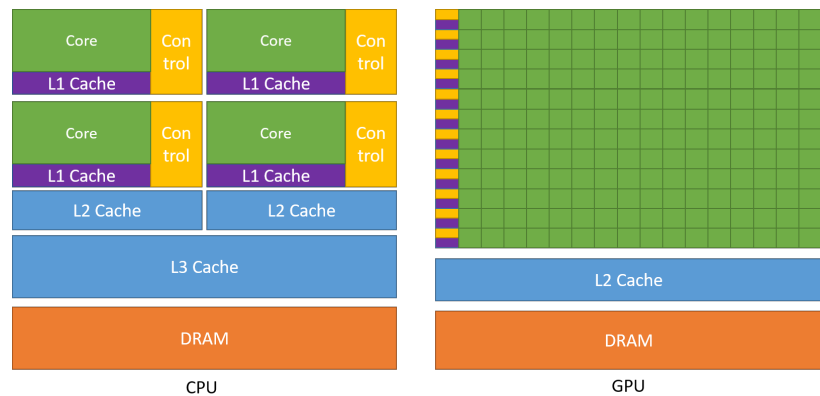 Core
Con
trol
L1 Cache
Core
Con
trol
L1 Cache
Core
Con
trol
L1 Cache
Core
Con
trol
L1 Cache
L2 Cache
L2 Cache
L3 Cache
DRAM
CPU
L2 Cache
DRAM
GPU